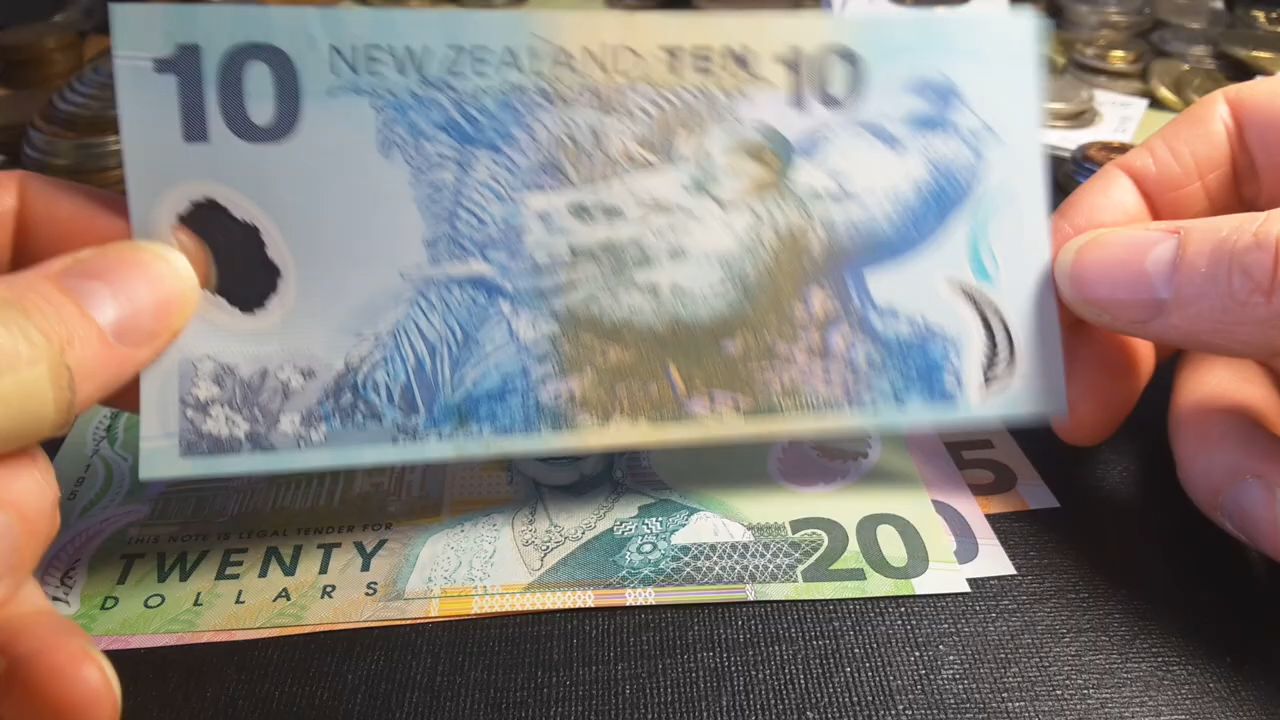 10 NEW ZEALAND TEN 10
THIS NOTE IS LEGAL TENDER FOR
TWENTY
DOLLARS
20
5